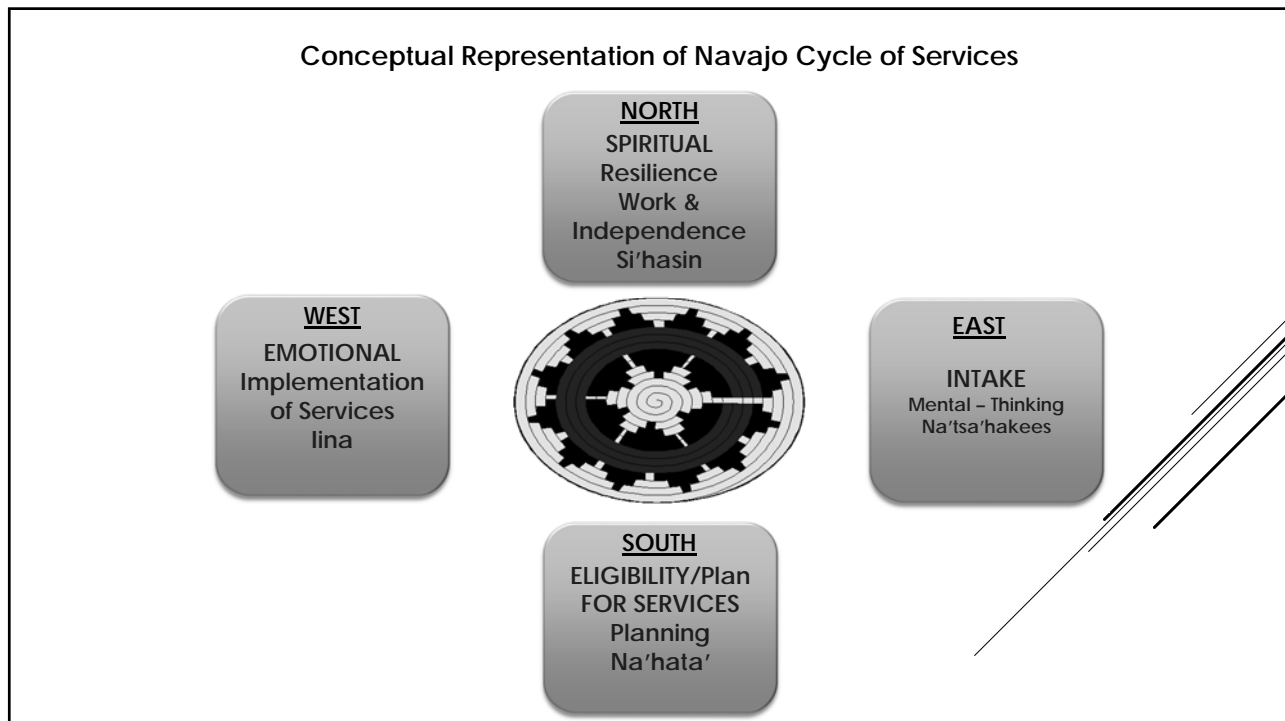 Conceptual Representation of Navajo Cycle of Services
NORTH
SPIRITUAL
Resilience
Work &
Independence
Si’hasin
WEST
EMOTIONAL
Implementation
of Services
Iina
EAST
INTAKE
Mental – Thinking
Na’tsa’hakees
SOUTH
ELIGIBILITY/Plan
FOR SERVICES
Planning
Na’hata’